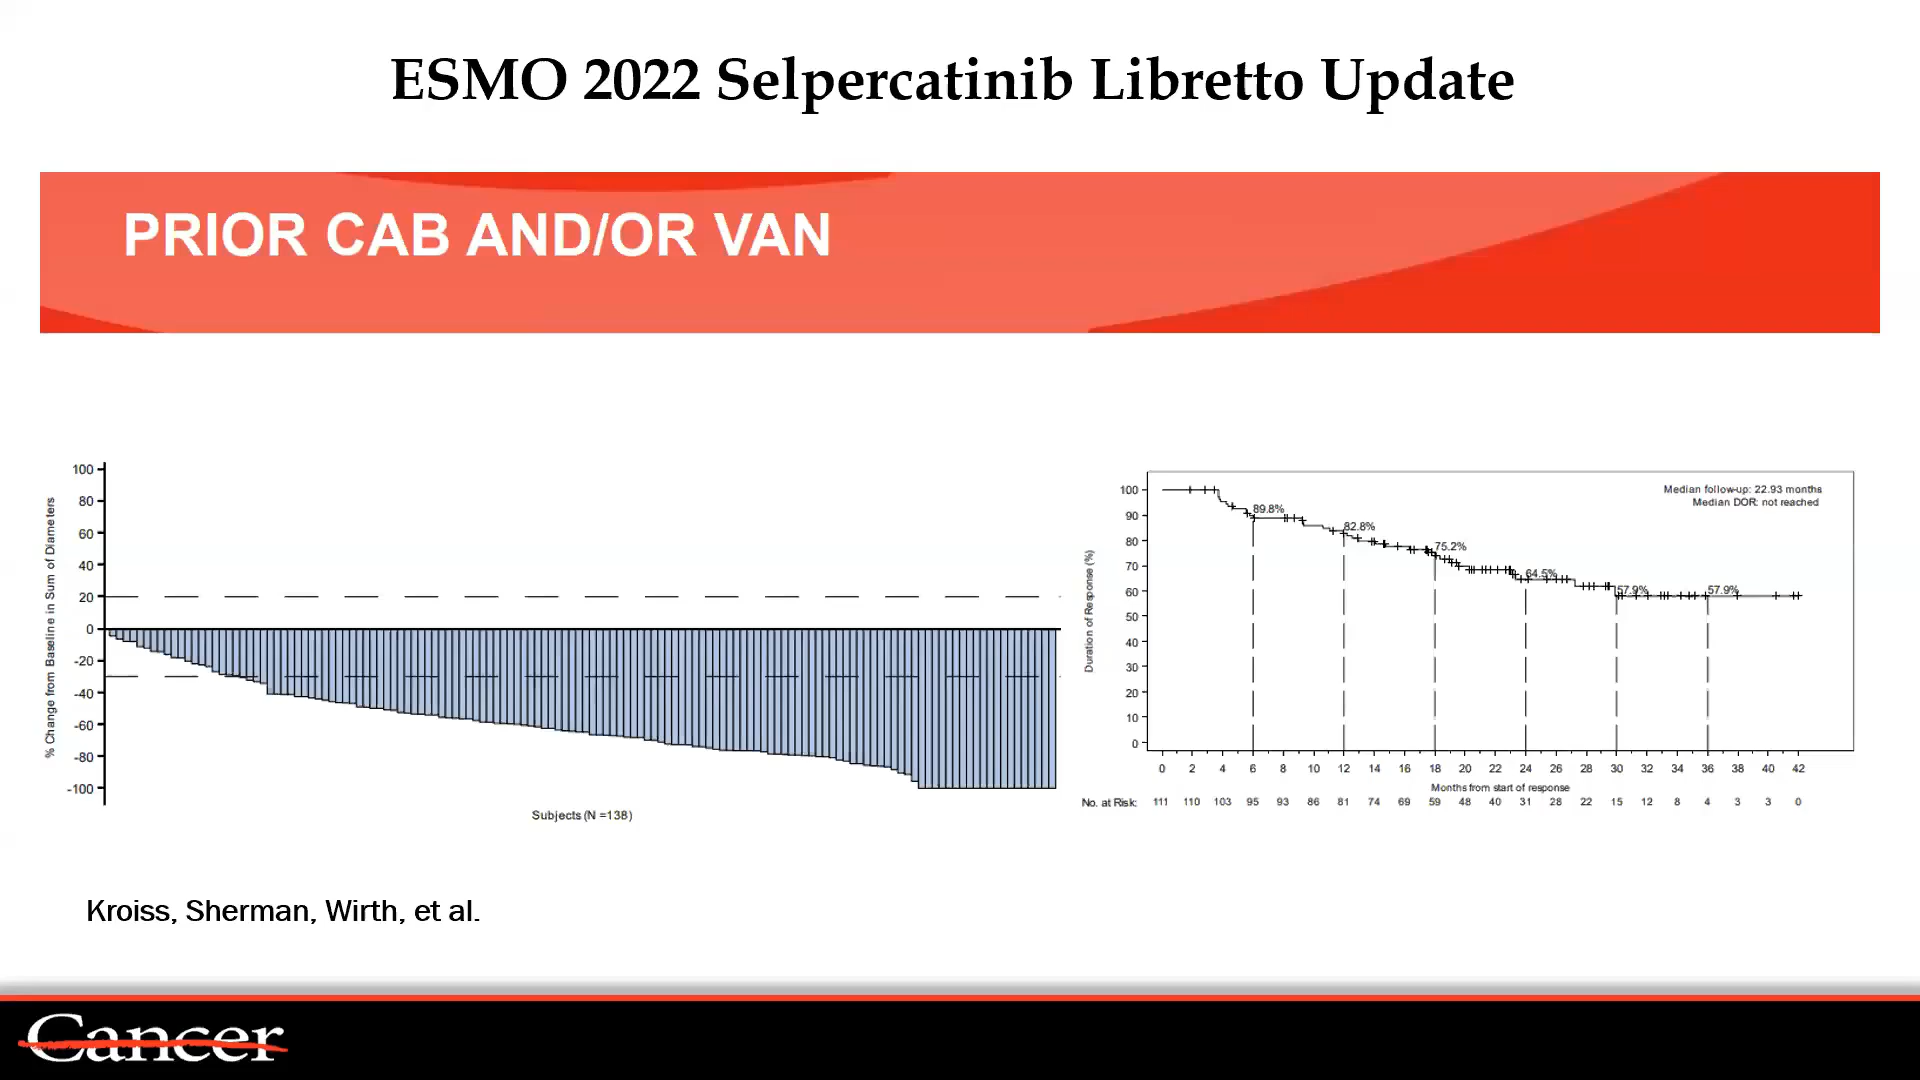 ESMO 2022 Selpercatinib Libretto Update
PRIOR CAB AND/OR VAN
% Change from Baseline in Sum of Diameters
100
80
60
40
20
0
-20
-40
-60
-80
-100
Subjects (N =138)
Duration of Response (%)
100
90
80
70
60
50
40
30
20
10
0
Median follow-up: 22.93 months
Median DOR: not reached
89.8%
82.8%
75.2%
64.5%
57.9%
57.9%
0 2 4 6 8 10 12 14 16 18 20 22 24 26 28 30 32 34 36 38 40 42
Months from start of response
No. at Risk: 111 110 103 95 93 86 81 74 69 59 48 40 31 28 22 15 12 8 4 3 3 0
Kroiss, Sherman, Wirth, et al.
Cancer